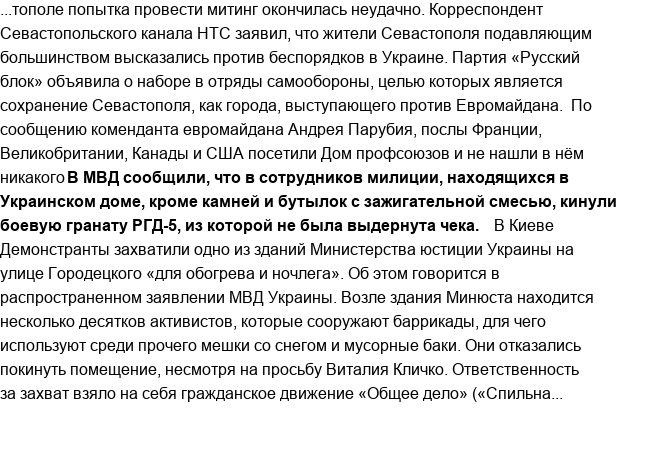 ...тополе попытка провести митинг окончилась неудачно. Корреспондент
Севастопольского канала НТС заявил, что жители Севастополя подавляющим
большинством высказались против беспорядков в Украине. Партия «Русский
блок» объявила о наборе в отряды самообороны, целью которых является
сохранение Севастополя, как города, выступающего против Евромайдана. По
сообщению коменданта евромайдана Андрея Парубия, послы Франции,
Великобритании, Канады и США посетили Дом профсоюзов и не нашли в нём
никакого В МВД сообщили, что в сотрудников милиции, находящихся в
Украинском доме, кроме камней и бутылок с зажигательной смесью, кинули
боевую гранату РГД-5, из которой не была выдернута чека. В Киеве
Демонстранты захватили одно из зданий Министерства юстиции Украины на
улице Городецкого «для обогрева и ночлега». Об этом говорится в
распространенном заявлении МВД Украины. Возле здания Минюста находится
несколько десятков активистов, которые сооружают баррикады, для чего
используют среди прочего мешки со снегом и мусорные баки. Они отказались
покинуть помещение, несмотря на просьбу Виталия Кличко. Ответственность
за захват взяло на себя гражданское движение «Общее дело» («Спильна...